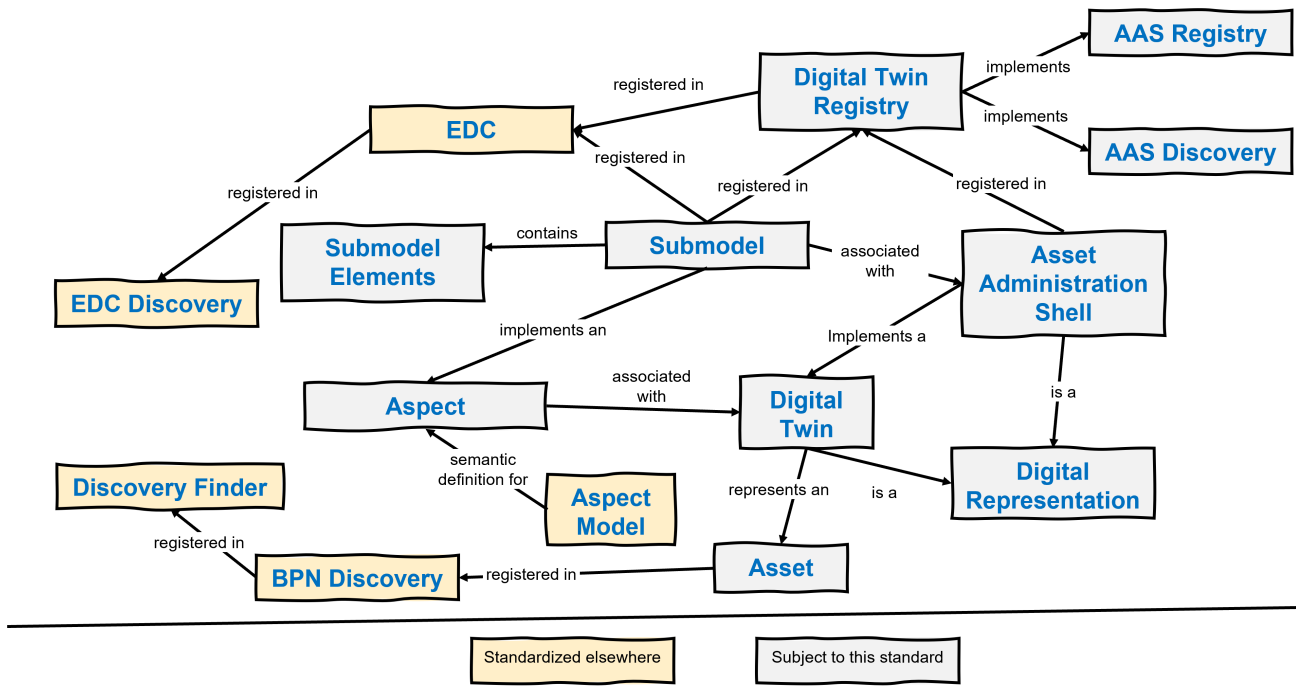 AAS Registry
implements
Digital Twin
Registry
registered in
implements
EDC
AAS Discovery
registered in
registered in
registered in
registered in
Submodel
Elements
contains
Submodel
associated
with
Asset
Administration
Shell
EDC Discovery
implements an
Implements a
associated
with
is a
Aspect
Digital
Twin
semantic
definition for
Discovery Finder
Aspect
Model
represents an
is a
Digital
Representation
registered in
BPN Discovery
registered in
Asset
Standardized elsewhere
Subject to this standard